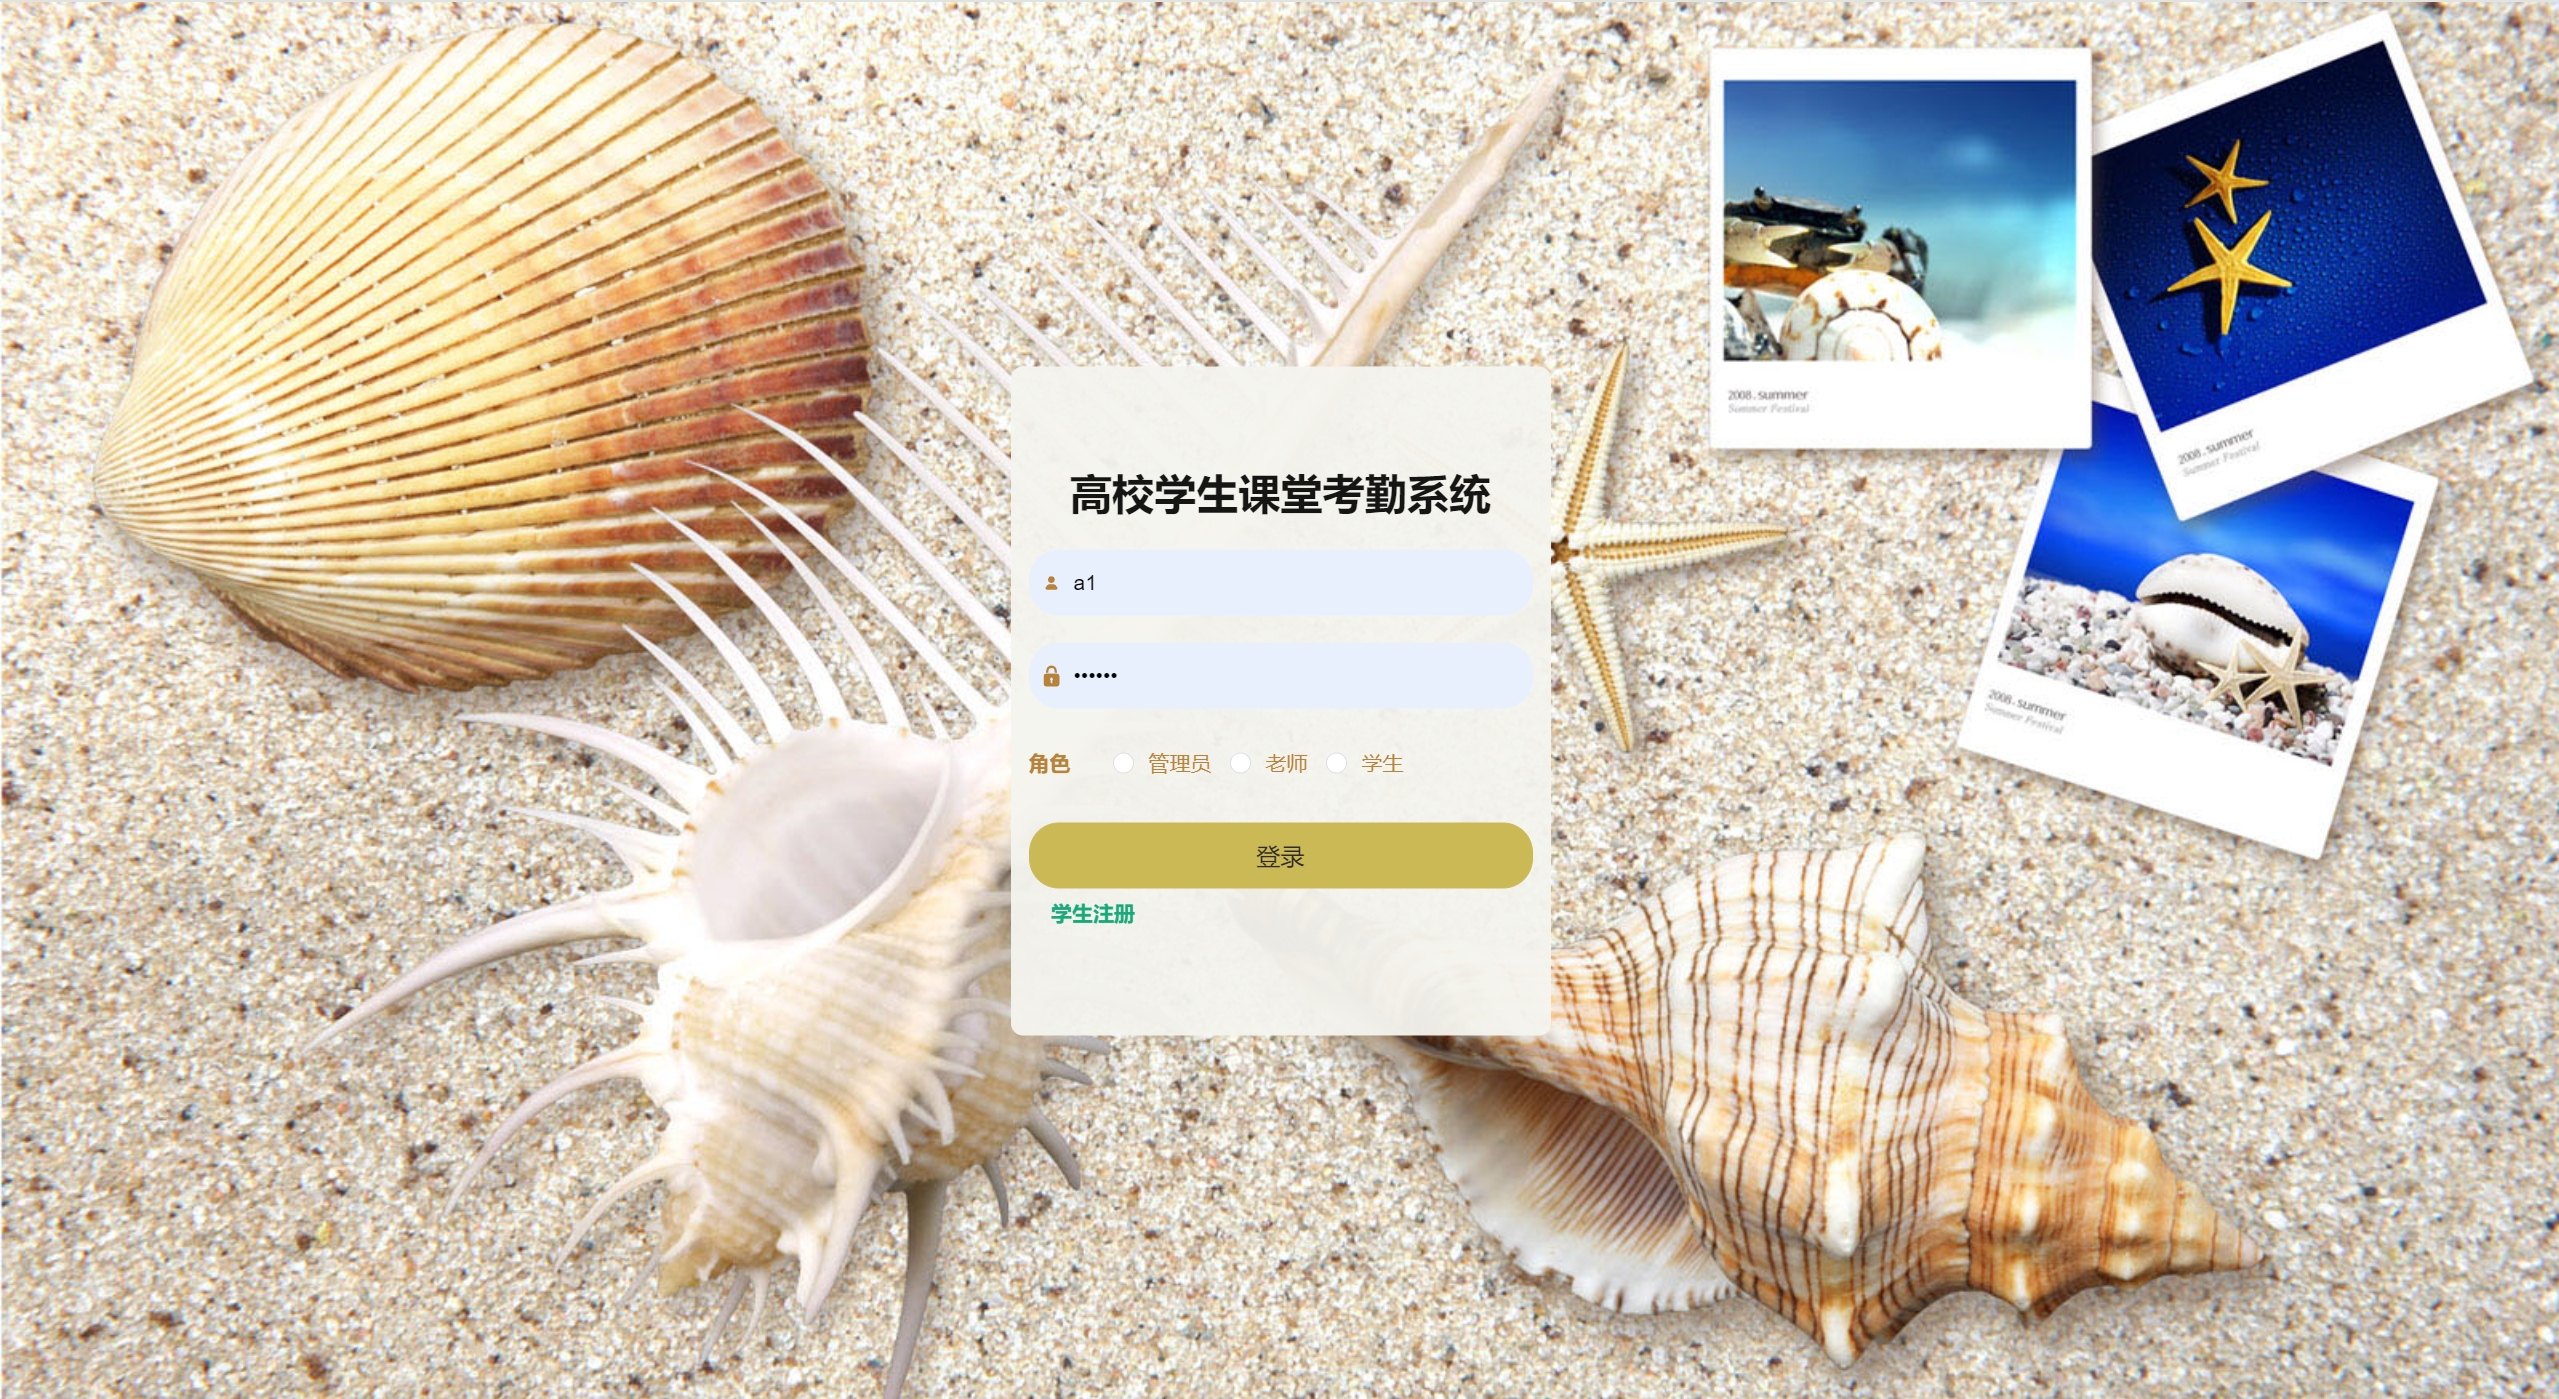 2008.summer
Summer Festival
2008.summer
Summer Festival
高校学生课堂考勤系统
a1
••••••
2008.summer
Summer Festival
角色 管理员 老师 学生
登录
学生注册